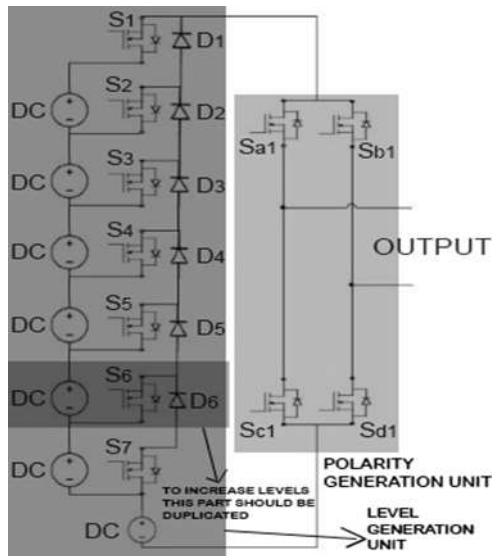 S1
D1
S2
DC
D2
S3
DC
D3
S4
DC
D4
S5
DC
D5
S6
DC
D6
S7
DC
DC
Sa1
Sb1
OUTPUT
Sc1
Sd1
POLARITY
GENERATION UNIT
TO INCREASE LEVELS
THIS PART SHOULD BE
DUPLICATED
LEVEL
GENERATION
UNIT